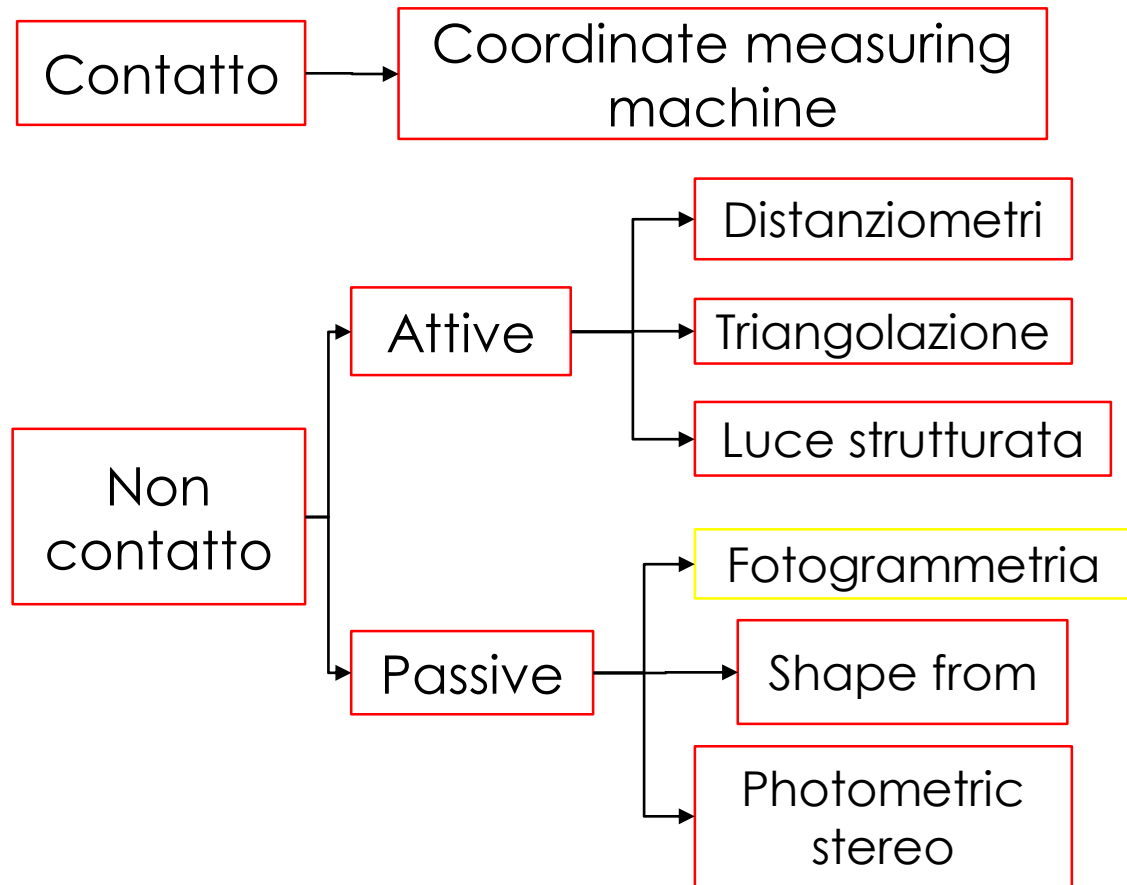 Contatto
Coordinate measuring
machine
Distanziometri
Attive
Triangolazione
Luce strutturata
Non
contatto
Fotogrammetria
Passive
Shape from
Photometric
stereo